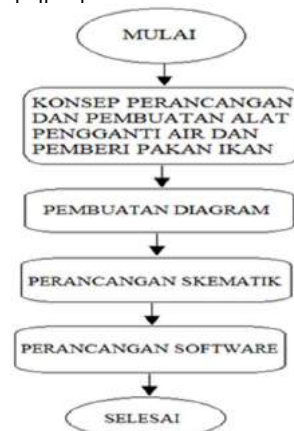 MULAI
KONSEP PERANCANGAN
DAN PEMBUATAN ALAT
PENGGANTI AIR DAN
PEMBERI PAKAN IKAN
PEMBUATAN DIAGRAM
PERANCANGAN SKEMATIK
PERANCANGAN SOFTWARE
SELESAI